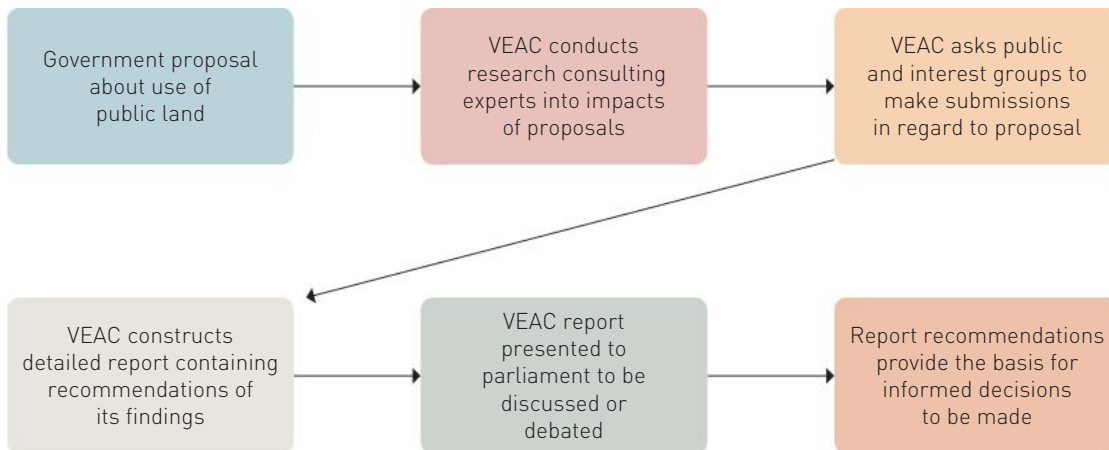 Government proposal
about use of
public land
VEAC conducts
research consulting
experts into impacts
of proposals
VEAC asks public
and interest groups to
make submissions
in regard to proposal
VEAC constructs
detailed report containing
recommendations of
its findings
VEAC report
presented to
parliament to be
discussed or
debated
Report recommendations
provide the basis for
informed decisions
to be made